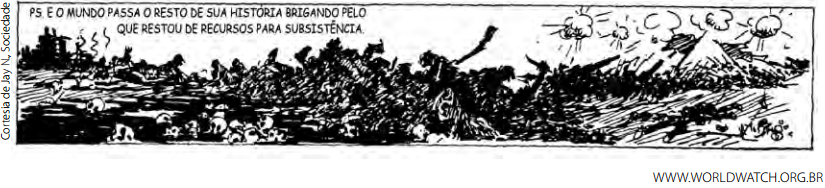 PS. E O MUNDO PASSA O RESTO DE SUA HISTÓRIA BRIGANDO PELO
QUE RESTOU DE RECURSOS PARA SUBSISTÊNCIA.
Cortesia de Jay N, Sociedade
WWW.WORLDWATCH.ORG.BR